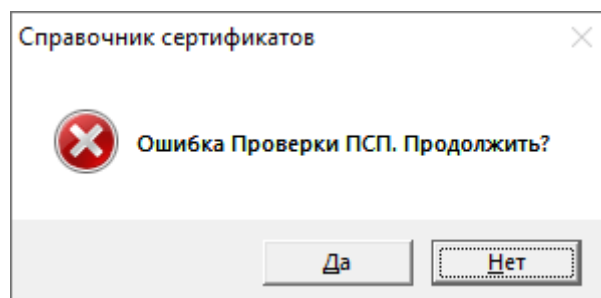 Справочник сертификатов
Ошибка Проверки ПСП. Продолжить?
Да
Нет